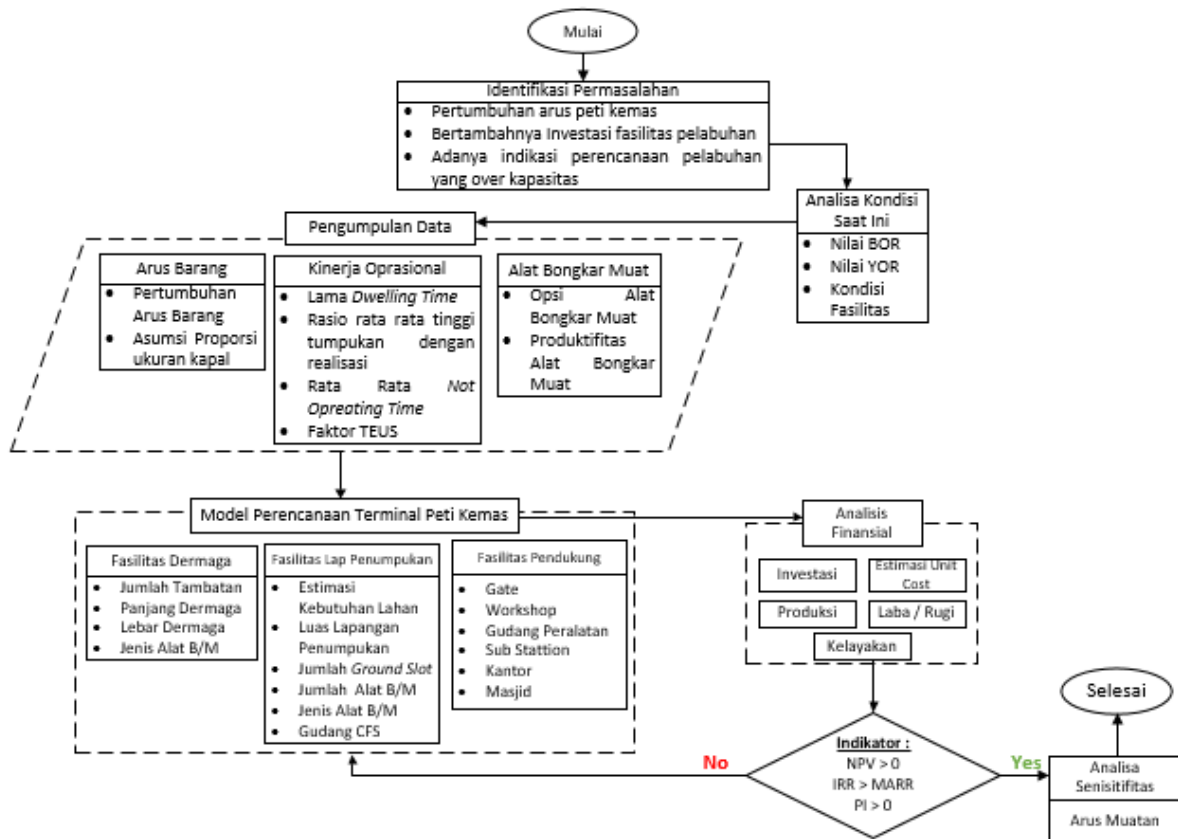 Mulai
Identifikasi Permasalahan
• Pertumbuhan arus peti kemas
• Bertambahnya Investasi fasilitas pelabuhan
• Adanya indikasi perencanaan pelabuhan
yang over kapasitas
Analisa Kondisi
Saat Ini
• Nilai BOR
• Nilai YOR
• Kondisi
Fasilitas
Pengumpulan Data
Arus Barang
• Pertumbuhan
Arus Barang
• Asumsi Proporsi
ukuran kapal
Kinerja Oprasional
• Lama Dwelling Time
• Rasio rata rata tinggi
tumpukan dengan
realisasi
• Rata Rata Not
Opreating Time
• Faktor TEUS
Alat Bongkar Muat
• Opsi Alat
Bongkar Muat
• Produktifitas
Alat Bongkar
Muat
Model Perencanaan Terminal Peti Kemas
Fasilitas Dermaga
• Jumlah Tambatan
• Panjang Dermaga
• Lebar Dermaga
• Jenis Alat B/M
Fasilitas Lap Penumpukan
• Estimasi
Kebutuhan Lahan
• Luas Lapangan
Penumpukan
• Jumlah Ground Slot
• Jumlah Alat B/M
• Jenis Alat B/M
• Gudang CFS
Fasilitas Pendukung
• Gate
• Workshop
• Gudang Peralatan
• Sub Stattion
• Kantor
• Masjid
Analisis
Finansial
Investasi
Estimasi Unit
Cost
Produksi
Laba / Rugi
Kelayakan
Indikator :
NPV > 0
IRR > MARR
PI > 0
No
Yes
Analisa
Senisitifitas
Arus Muatan
Selesai